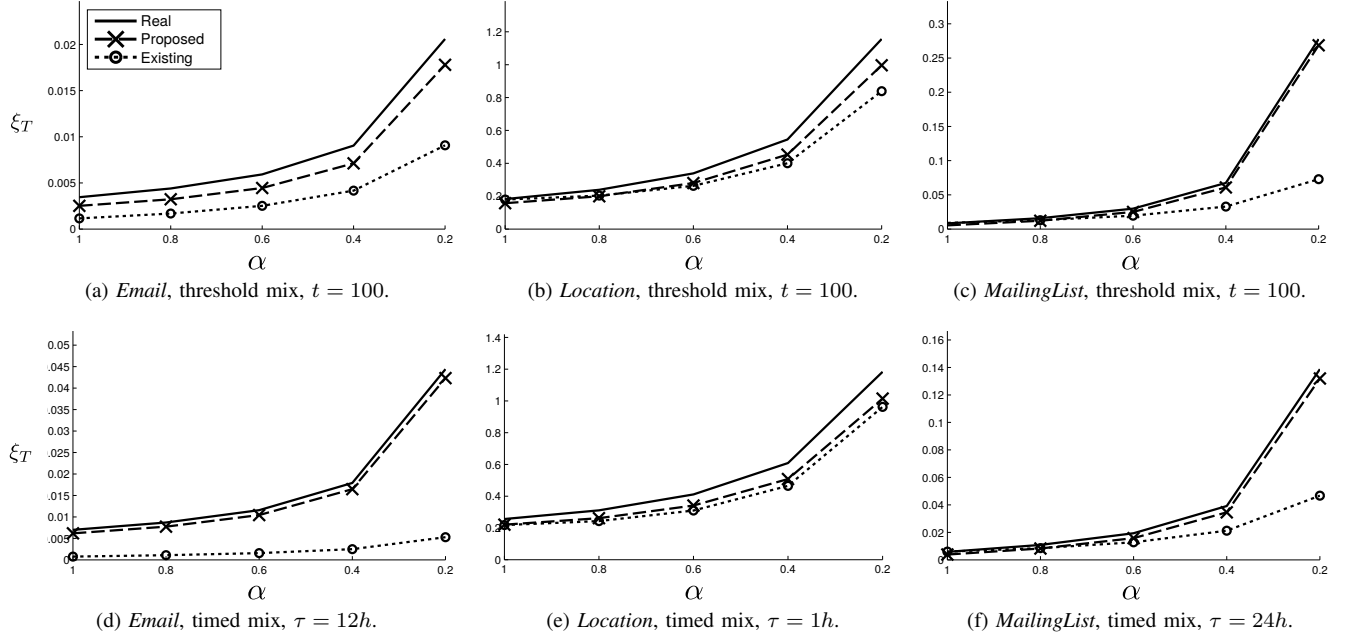 Real
Proposed
Existing
0.02
0.015
0.01
0.005
0
ξT
1 0.8 0.6 0.4 0.2
α
(a) Email, threshold mix, t = 100.
1.2
1
0.8
0.6
0.4
0.2
0
1 0.8 0.6 0.4 0.2
α
(b) Location, threshold mix, t = 100.
0.3
0.25
0.2
0.15
0.1
0.05
0
1 0.8 0.6 0.4 0.2
α
(c) MailingList, threshold mix, t = 100.
0.05
.045
0.04
.035
0.03
.025
0.02
.015
0.01
.005
0
ξT
1 0.8 0.6 0.4 0.2
α
(d) Email, timed mix, τ = 12h.
1.4
1.2
1
0.8
0.6
0.4
0.2
0
1 0.8 0.6 0.4 0.2
α
(e) Location, timed mix, τ = 1h.
0.16
0.14
0.12
0.1
0.08
0.06
0.04
0.02
0
1 0.8 0.6 0.4 0.2
α
(f) MailingList, timed mix, τ = 24h.